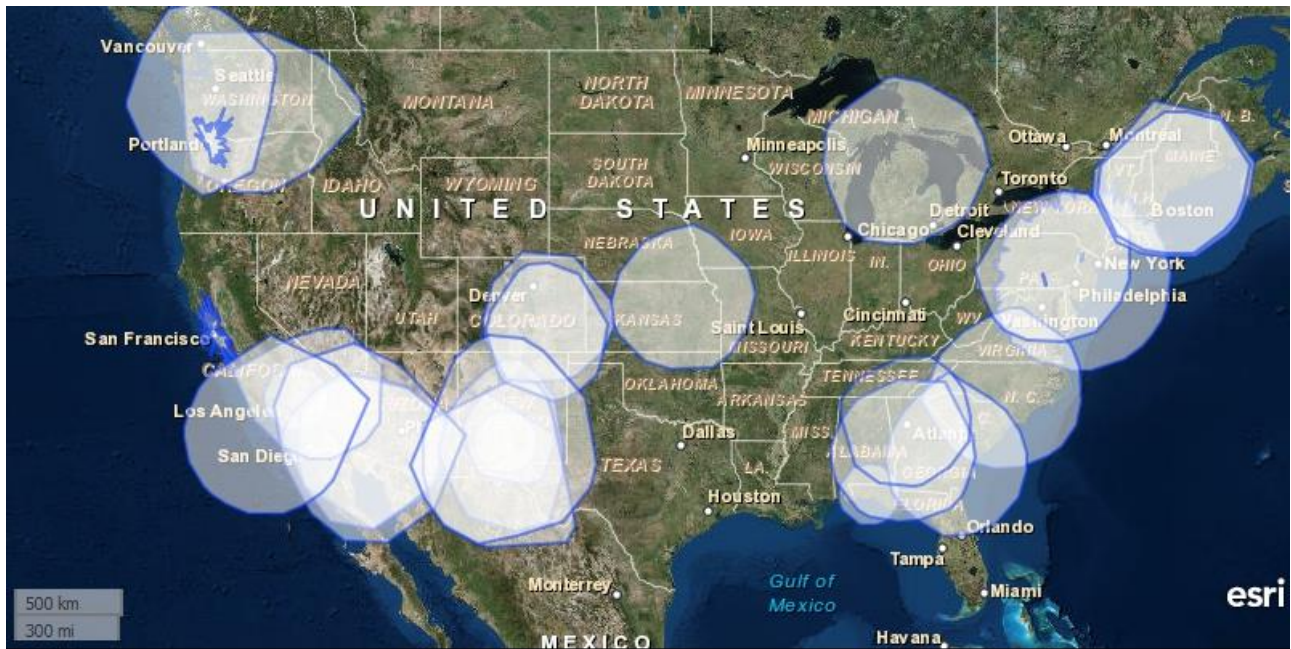 Vancouver
Seattle
WASHINGTON
Portland
OREGON
IDAHO
MONTANA
NORTH
DAKOTA
MINNESOTA
SOUTH
DAKOTA
WYOMING
Minneapolis
WISCONSIN
MICHIGAN
Ottawa
Montréal
N. B.
MAINE
VT.
Toronto
Boston
UNITED STATES
Detroit
Chicago
Cleveland
NEBRASKA
IOWA
ILLINOIS
IN.
OHIO
PA.
New York
Philadelphia
NEVADA
UTAH
Denver
COLORADO
KANSAS
Saint Louis
MISSOURI
Cincinnati
WV
Washington
VIRGINIA
KENTUCKY
San Francisco
TENNESSEE
N. C.
OKLAHOMA
ARKANSAS
Los Angeles
San Diego
Dallas
MISS.
ALABAMA
GEORGIA
TEXAS
LA.
Houston
FLORIDA
Orlando
Tampa
Miami
Monterrey
Gulf of
Mexico
Havana
MEXICO
500 km
300 mi
esri